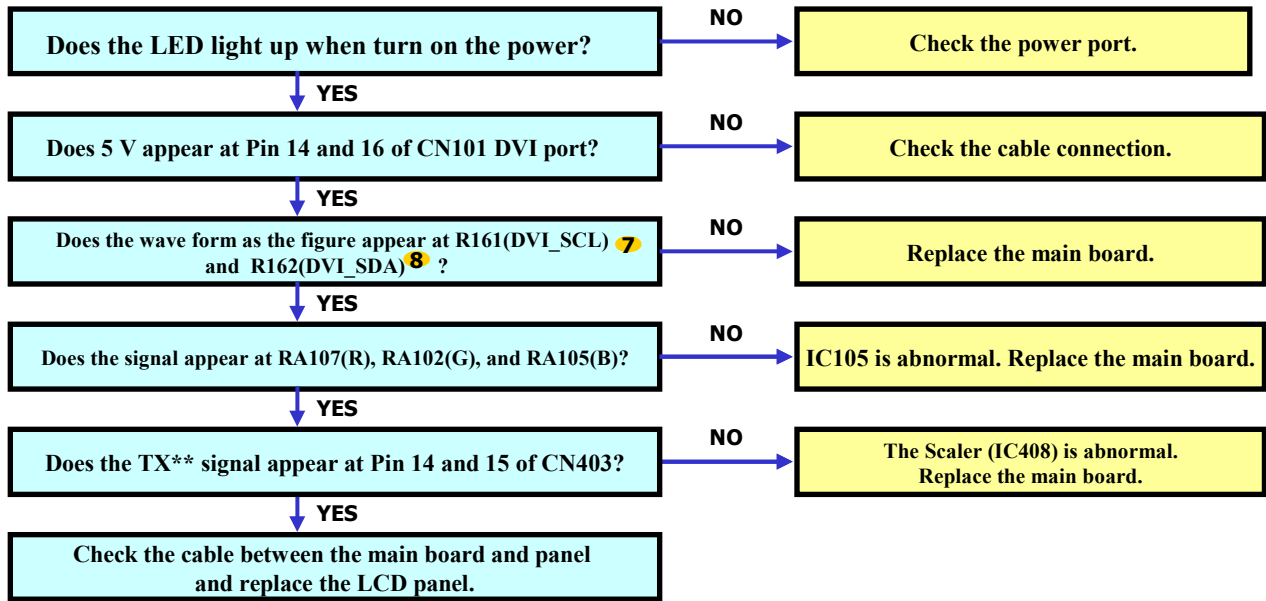 Does the LED light up when turn on the power?
NO
Check the power port.
YES
Does 5 V appear at Pin 14 and 16 of CN101 DVI port?
NO
Check the cable connection.
YES
Does the wave form as the figure appear at R161(DVI_SCL) 7
and R162(DVI_SDA) 8 ?
NO
Replace the main board.
YES
Does the signal appear at RA107(R), RA102(G), and RA105(B)?
NO
IC105 is abnormal. Replace the main board.
YES
Does the TX** signal appear at Pin 14 and 15 of CN403?
NO
The Scaler (IC408) is abnormal.
Replace the main board.
YES
Check the cable between the main board and panel
and replace the LCD panel.